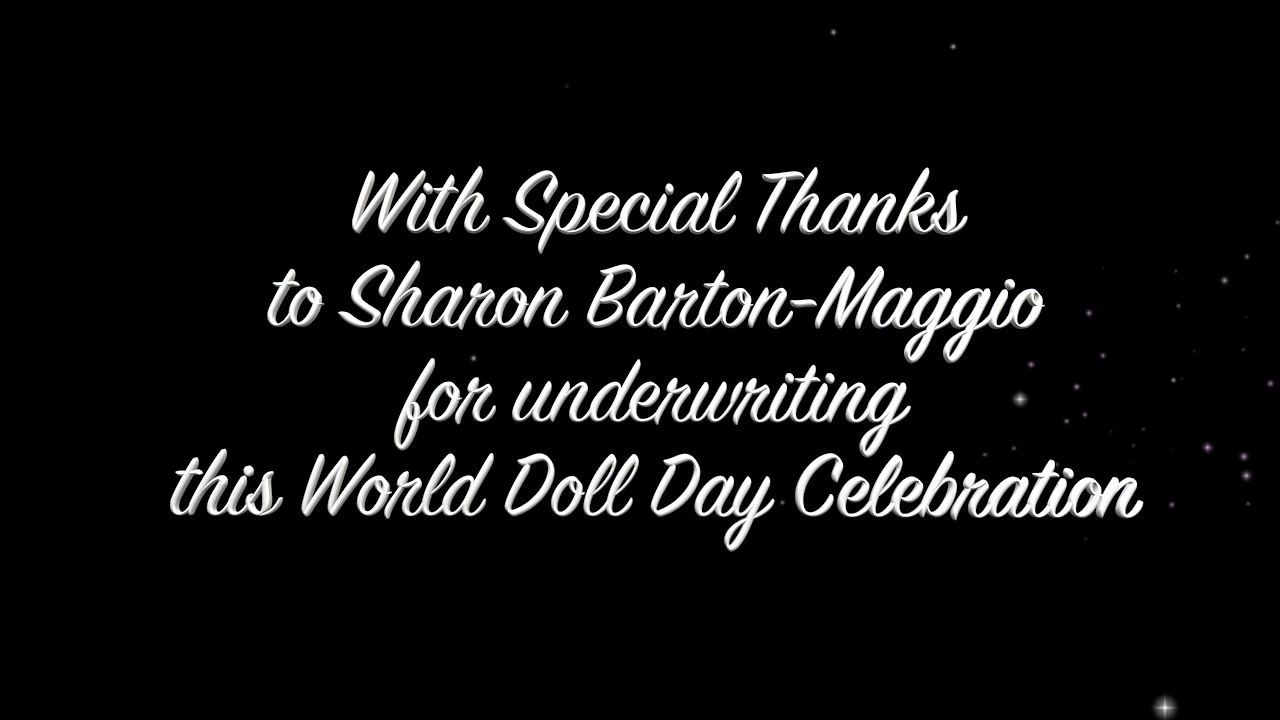 With Special Thanks
to Sharon Barton-Maggio
for underwriting
this World Doll Day Celebration